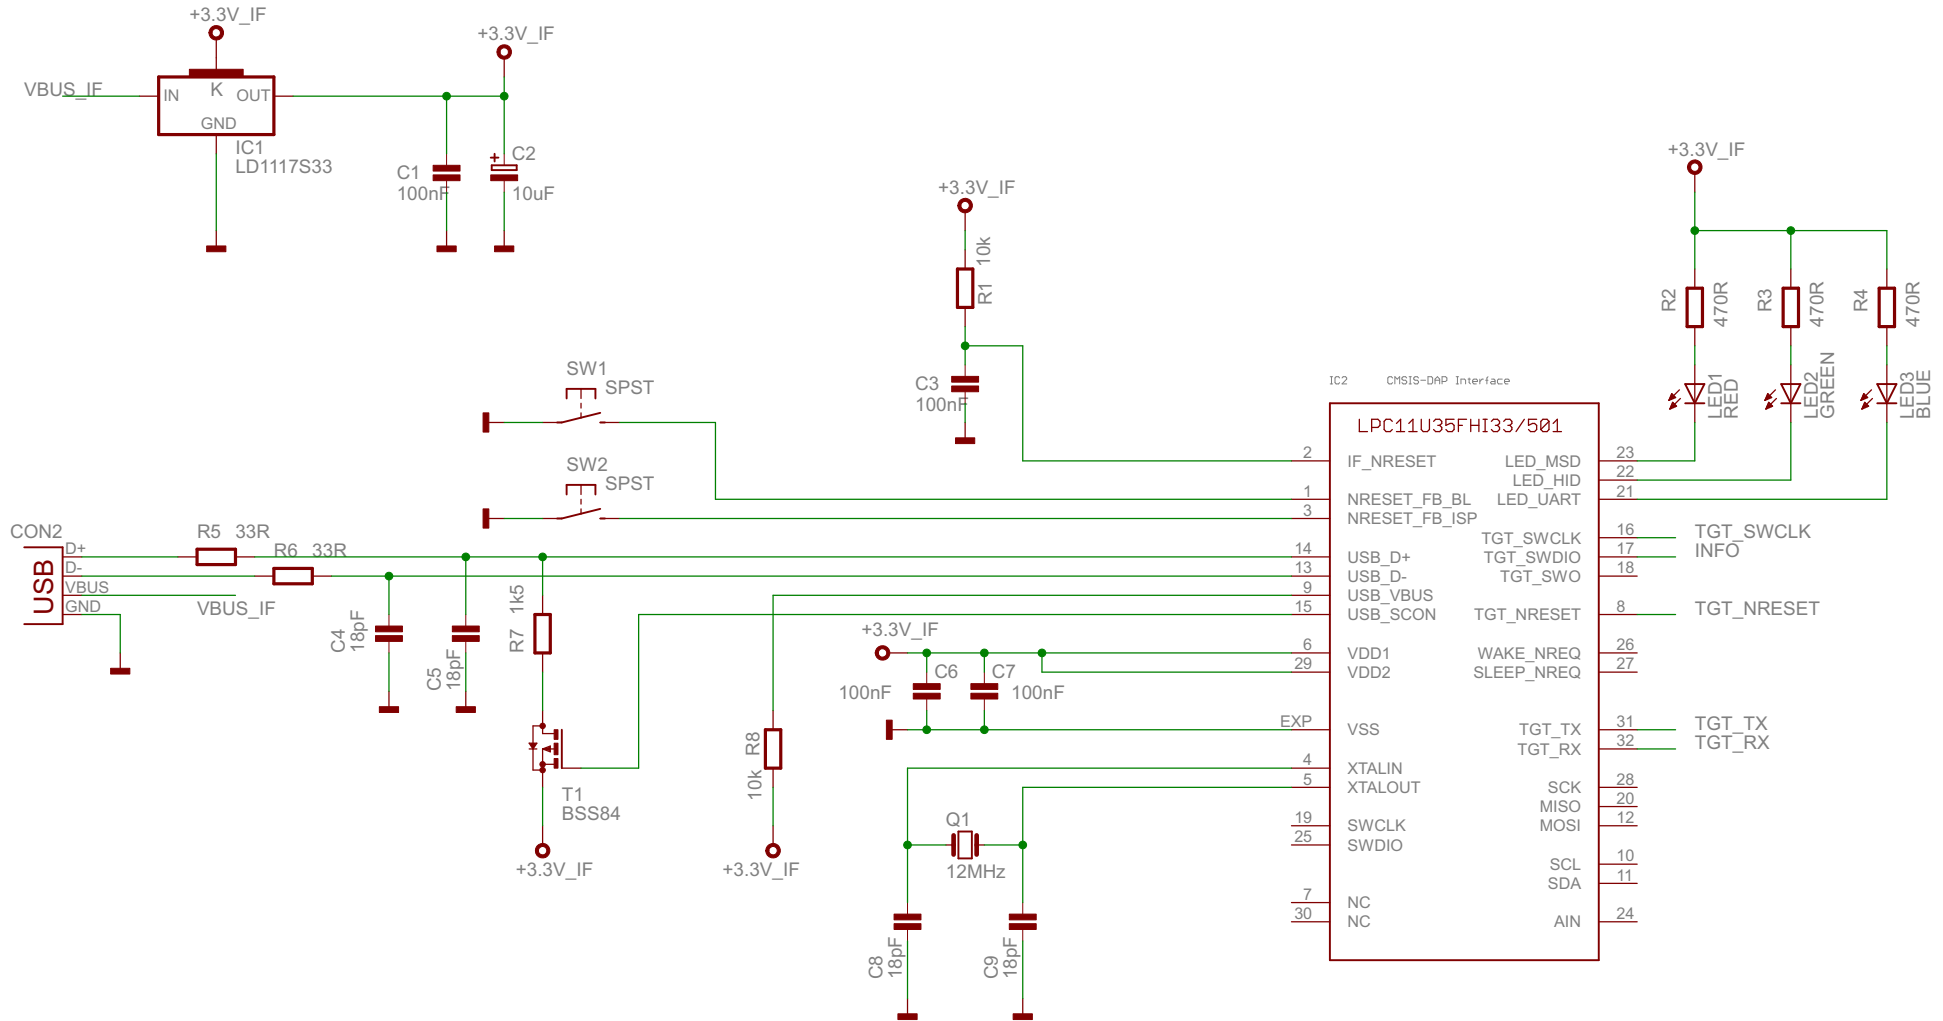 +3.3V_IF
VBUS_IF
IN
K
OUT
GND
IC1
LD1117S33
+3.3V_IF
C1
100nF
+
C2
10uF
+3.3V_IF
10k
R1
C3
100nF
+3.3V_IF
R2
470R
R3
470R
R4
470R
LED1
RED
LED2
GREEN
LED3
BLUE
SW1
SPST
SW2
SPST
CON2
USB
D+
D-
VBUS
GND
R5 33R
R6 33R
VBUS_IF
C4
18pF
C5
18pF
R7
1k5
T1
BSS84
+3.3V_IF
R8
10k
+3.3V_IF
+3.3V_IF
C6
100nF
C7
100nF
Q1
12MHz
C8
18pF
C9
18pF
IC2
CMSIS-DAP Interface
LPC11U35FHI33/501
2 IF_NRESET
1 NRESET_FB_BL
3 NRESET_FB_ISP
14 USB_D+
13 USB_D-
9 USB_VBUS
15 USB_SCON
6 VDD1
29 VDD2
EXP VSS
4 XTALIN
5 XTALOUT
19 SWCLK
25 SWDIO
7 NC
30 NC
LED_MSD 23
LED_HID 22
LED_UART 21
TGT_SWCLK 16 TGT_SWCLK
TGT_SWDIO 17 INFO
TGT_SWO 18
TGT_NRESET 8 TGT_NRESET
WAKE_NREQ 26
SLEEP_NREQ 27
TGT_TX 31 TGT_TX
TGT_RX 32 TGT_RX
SCK 28
MISO 20
MOSI 12
SCL 10
SDA 11
AIN 24